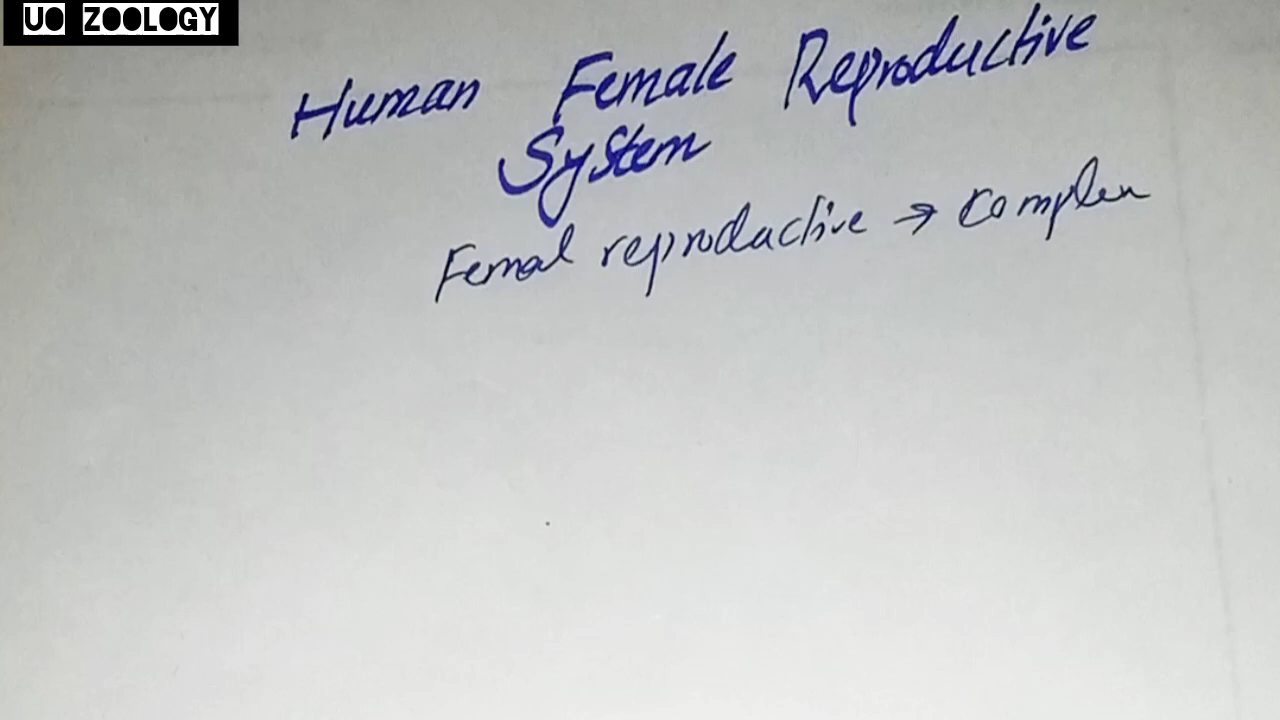 UO ZOOLOGY
Human Female Reproductive
System
Femal reproductive → complex